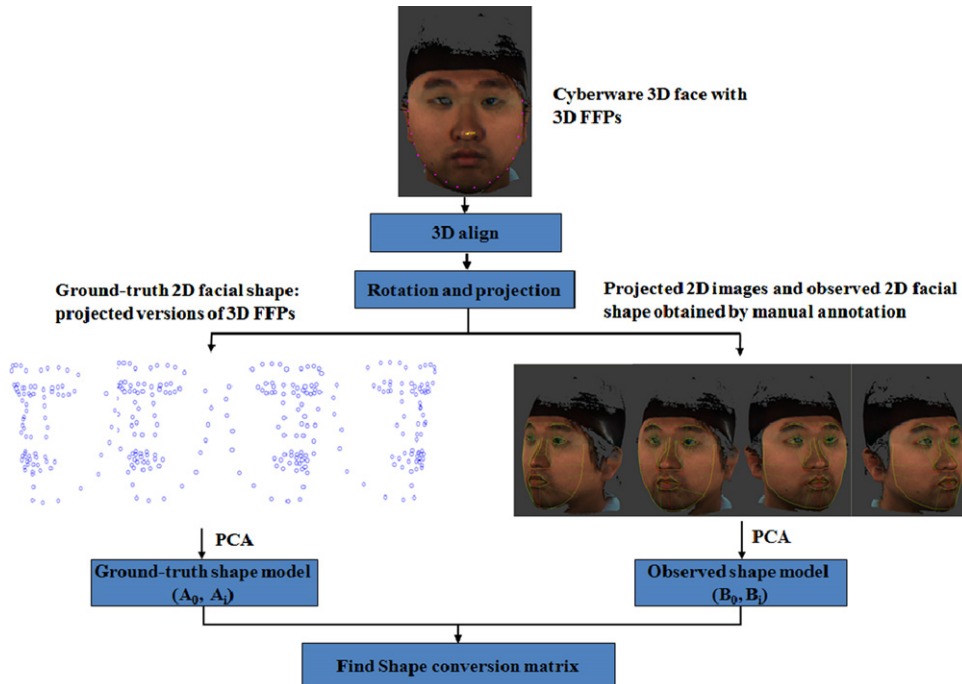 Cyberware 3D face with
3D FFPs
3D align
Rotation and projection
Ground-truth 2D facial shape:
projected versions of 3D FFPs
Projected 2D images and observed 2D facial
shape obtained by manual annotation
PCA
PCA
Ground-truth shape model
(A₀, Aᵢ)
Observed shape model
(B₀, Bᵢ)
Find Shape conversion matrix